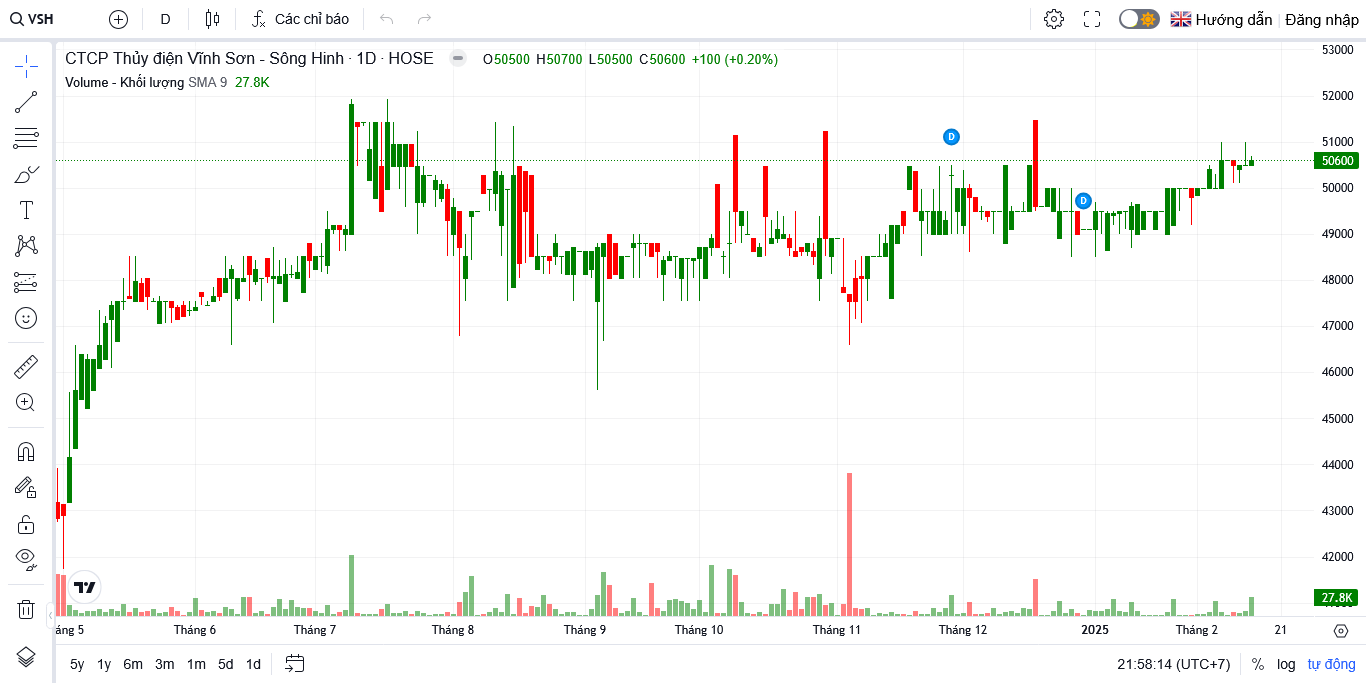 VSH D Các chỉ báo Hướng dẫn Đăng nhập
CTCP Thủy điện Vĩnh Sơn - Sông Hinh · 1D · HOSE O50500 H50700 L50500 C50600 +100 (+0.20%)
Volume - Khối lượng SMA 9 27.8K
53000
52000
51000
50600
50000
49000
48000
47000
46000
45000
44000
43000
42000
27.8K
D
D
áng 5 Tháng 6 Tháng 7 Tháng 8 Tháng 9 Tháng 10 Tháng 11 Tháng 12 2025 Tháng 2 21
5y 1y 6m 3m 1m 5d 1d 21:58:14 (UTC+7) % log tự động